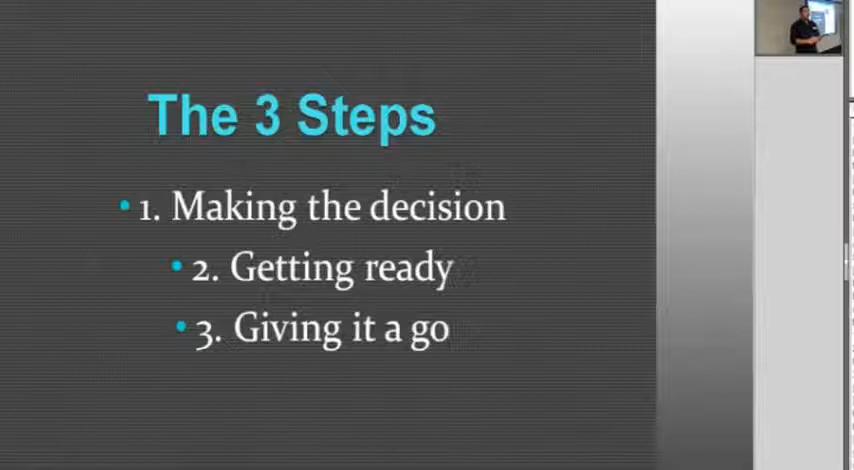 The 3 Steps
• 1. Making the decision
• 2. Getting ready
• 3. Giving it a go